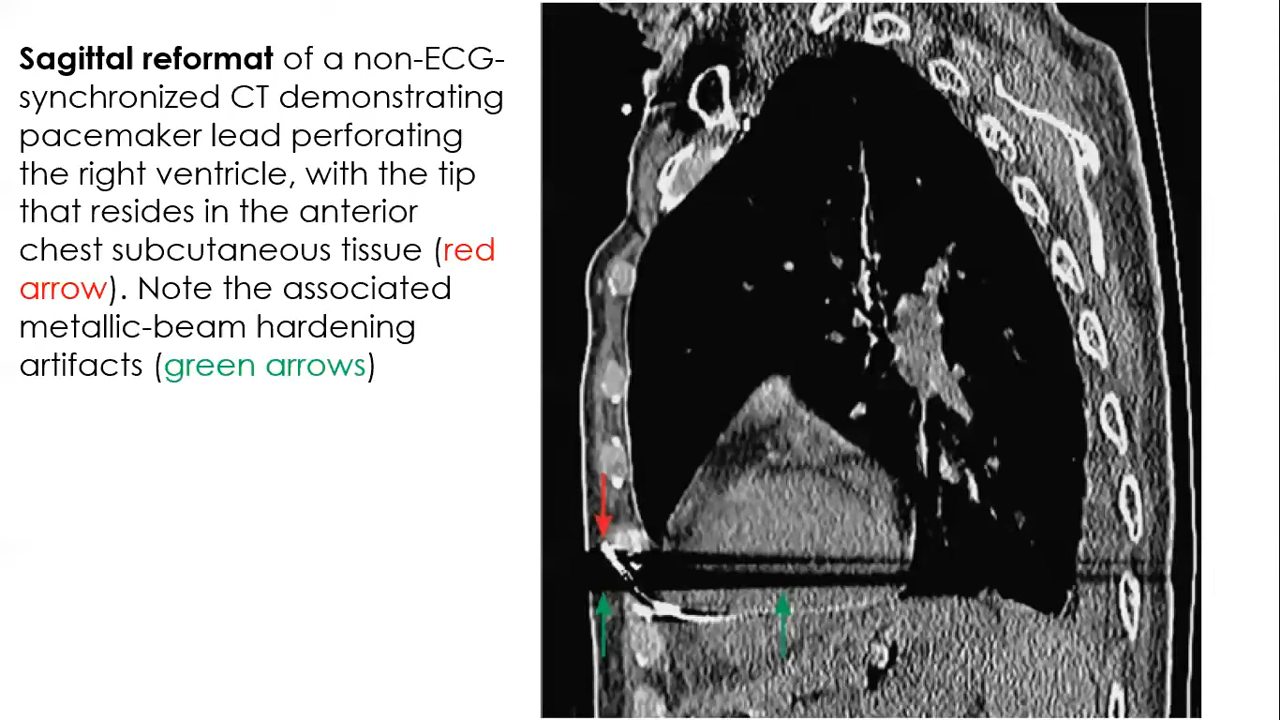 Sagittal reformat of a non-ECG-
synchronized CT demonstrating
pacemaker lead perforating
the right ventricle, with the tip
that resides in the anterior
chest subcutaneous tissue (red
arrow). Note the associated
metallic-beam hardening
artifacts (green arrows)